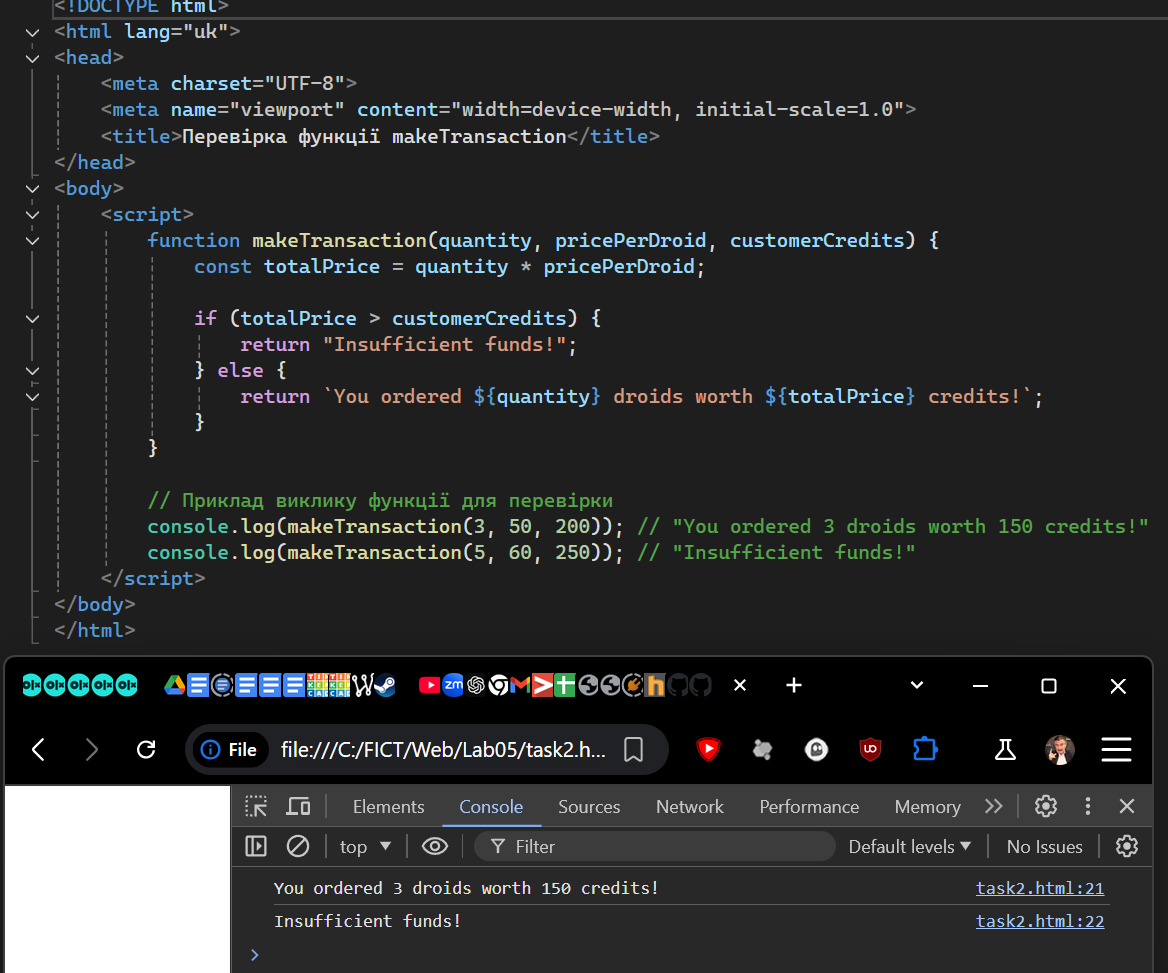 <!DOCTYPE html>
<html lang="uk">
<head>
    <meta charset="UTF-8">
    <meta name="viewport" content="width=device-width, initial-scale=1.0">
    <title>Перевірка функції makeTransaction</title>
</head>
<body>
    <script>
        function makeTransaction(quantity, pricePerDroid, customerCredits) {
            const totalPrice = quantity * pricePerDroid;
            if (totalPrice > customerCredits) {
                return "Insufficient funds!";
            } else {
                return `You ordered ${quantity} droids worth ${totalPrice} credits!`;
            }
        }
        // Приклад виклику функції для перевірки
        console.log(makeTransaction(3, 50, 200)); // "You ordered 3 droids worth 150 credits!"
        console.log(makeTransaction(5, 60, 250)); // "Insufficient funds!"
    </script>
</body>
</html>
File file:///C:/FICT/Web/Lab05/task2.h...
Elements Console Sources Network Performance Memory
top Filter Default levels No Issues
You ordered 3 droids worth 150 credits! task2.html:21
Insufficient funds! task2.html:22